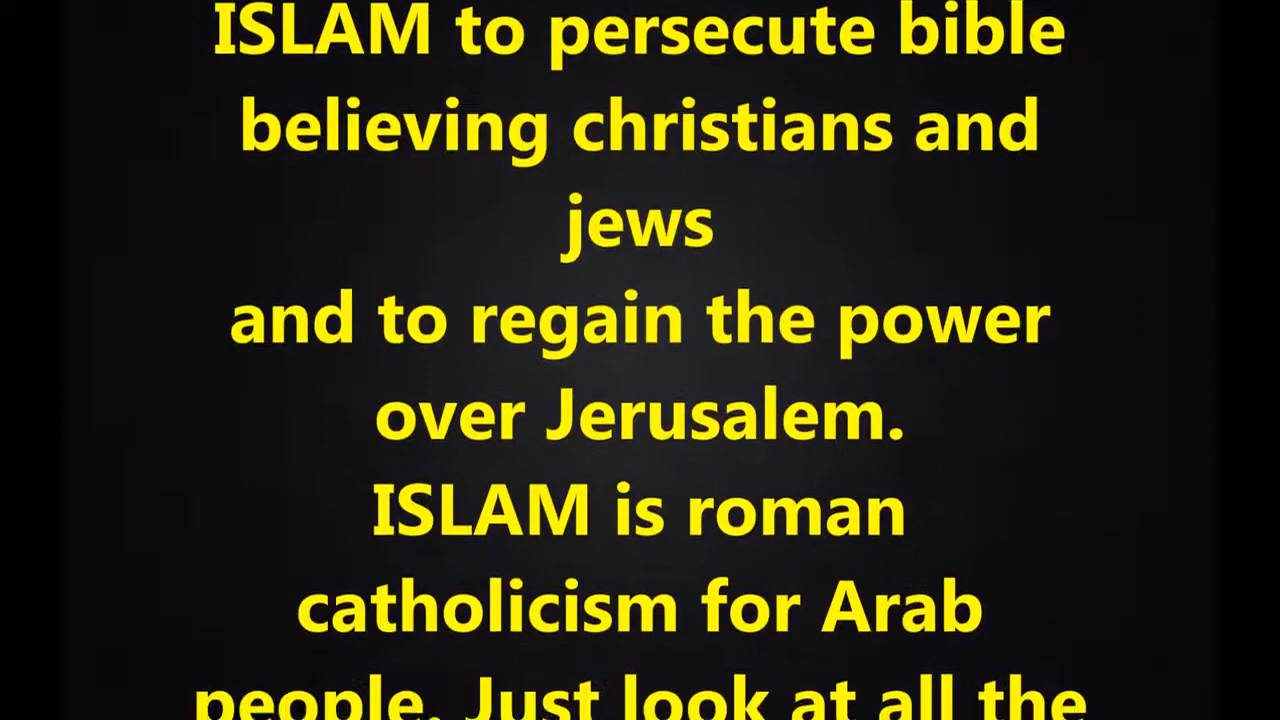 ISLAM to persecute bible
believing christians and
jews
and to regain the power
over Jerusalem.
ISLAM is roman
catholicism for Arab
people. Just look at all the